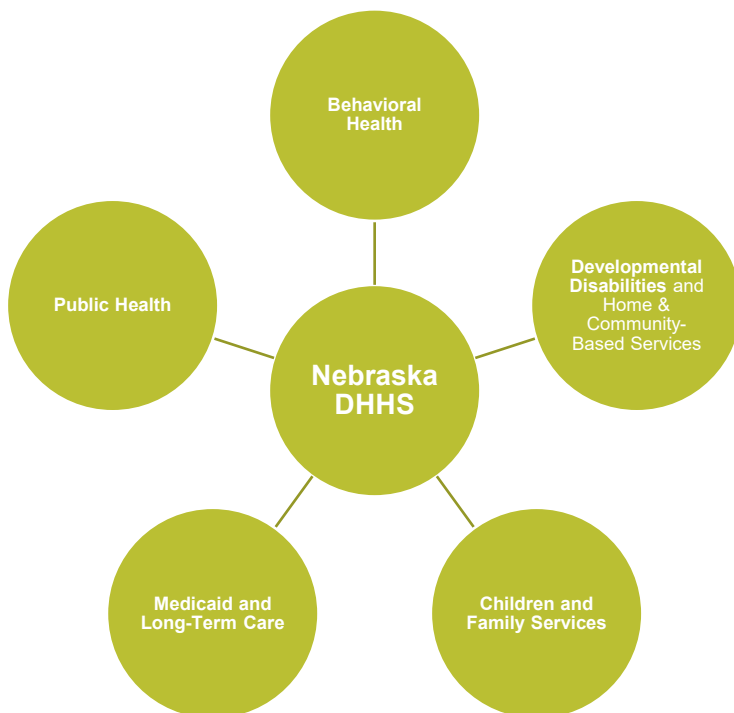 Behavioral
Health
Developmental
Disabilities and
Home &
Community-
Based Services
Public Health
Nebraska
DHHS
Medicaid and
Long-Term Care
Children and
Family Services